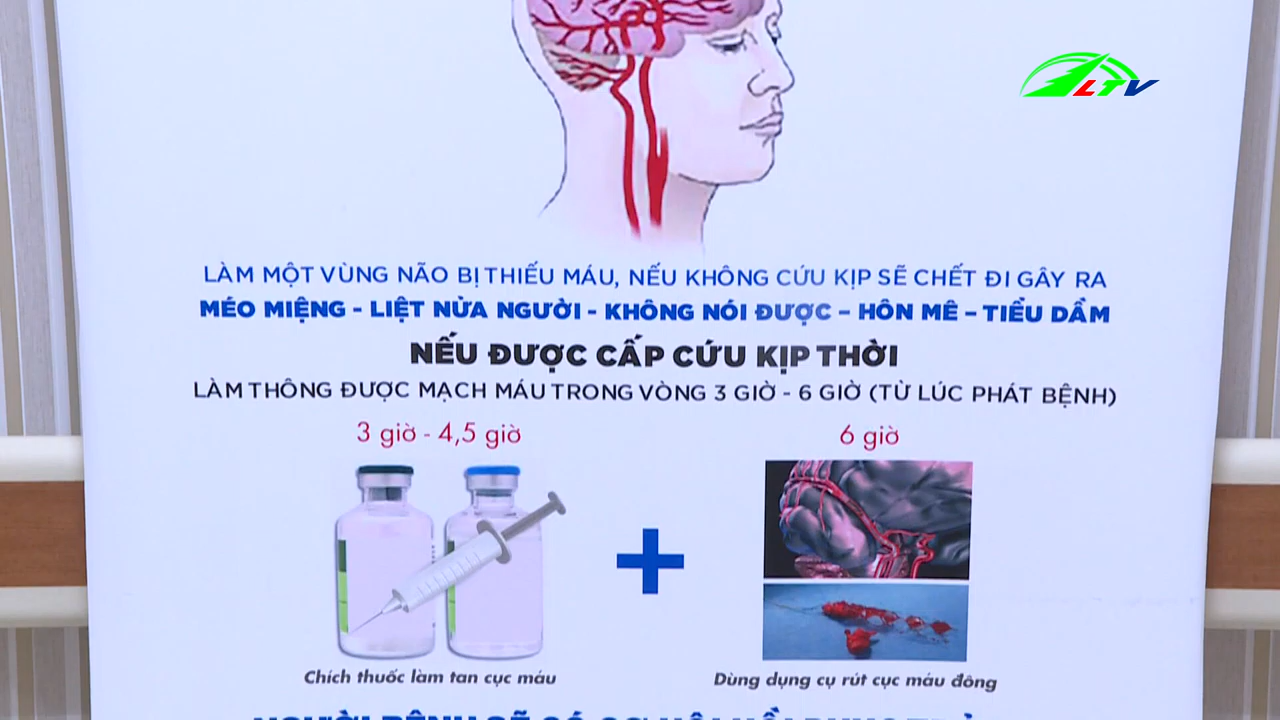 LTV
LÀM MỘT VÙNG NÃO BỊ THIẾU MÁU, NẾU KHÔNG CỨU KỊP SẼ CHẾT ĐI GÂY RA
MÉO MIỆNG - LIỆT NỬA NGƯỜI - KHÔNG NÓI ĐƯỢC – HÔN MÊ – TIỂU DẦM
NẾU ĐƯỢC CẤP CỨU KỊP THỜI
LÀM THÔNG ĐƯỢC MẠCH MÁU TRONG VÒNG 3 GIỜ - 6 GIỜ (TỪ LÚC PHÁT BỆNH)
3 giờ - 4,5 giờ
6 giờ
Chích thuốc làm tan cục máu
Dùng dụng cụ rút cục máu đông